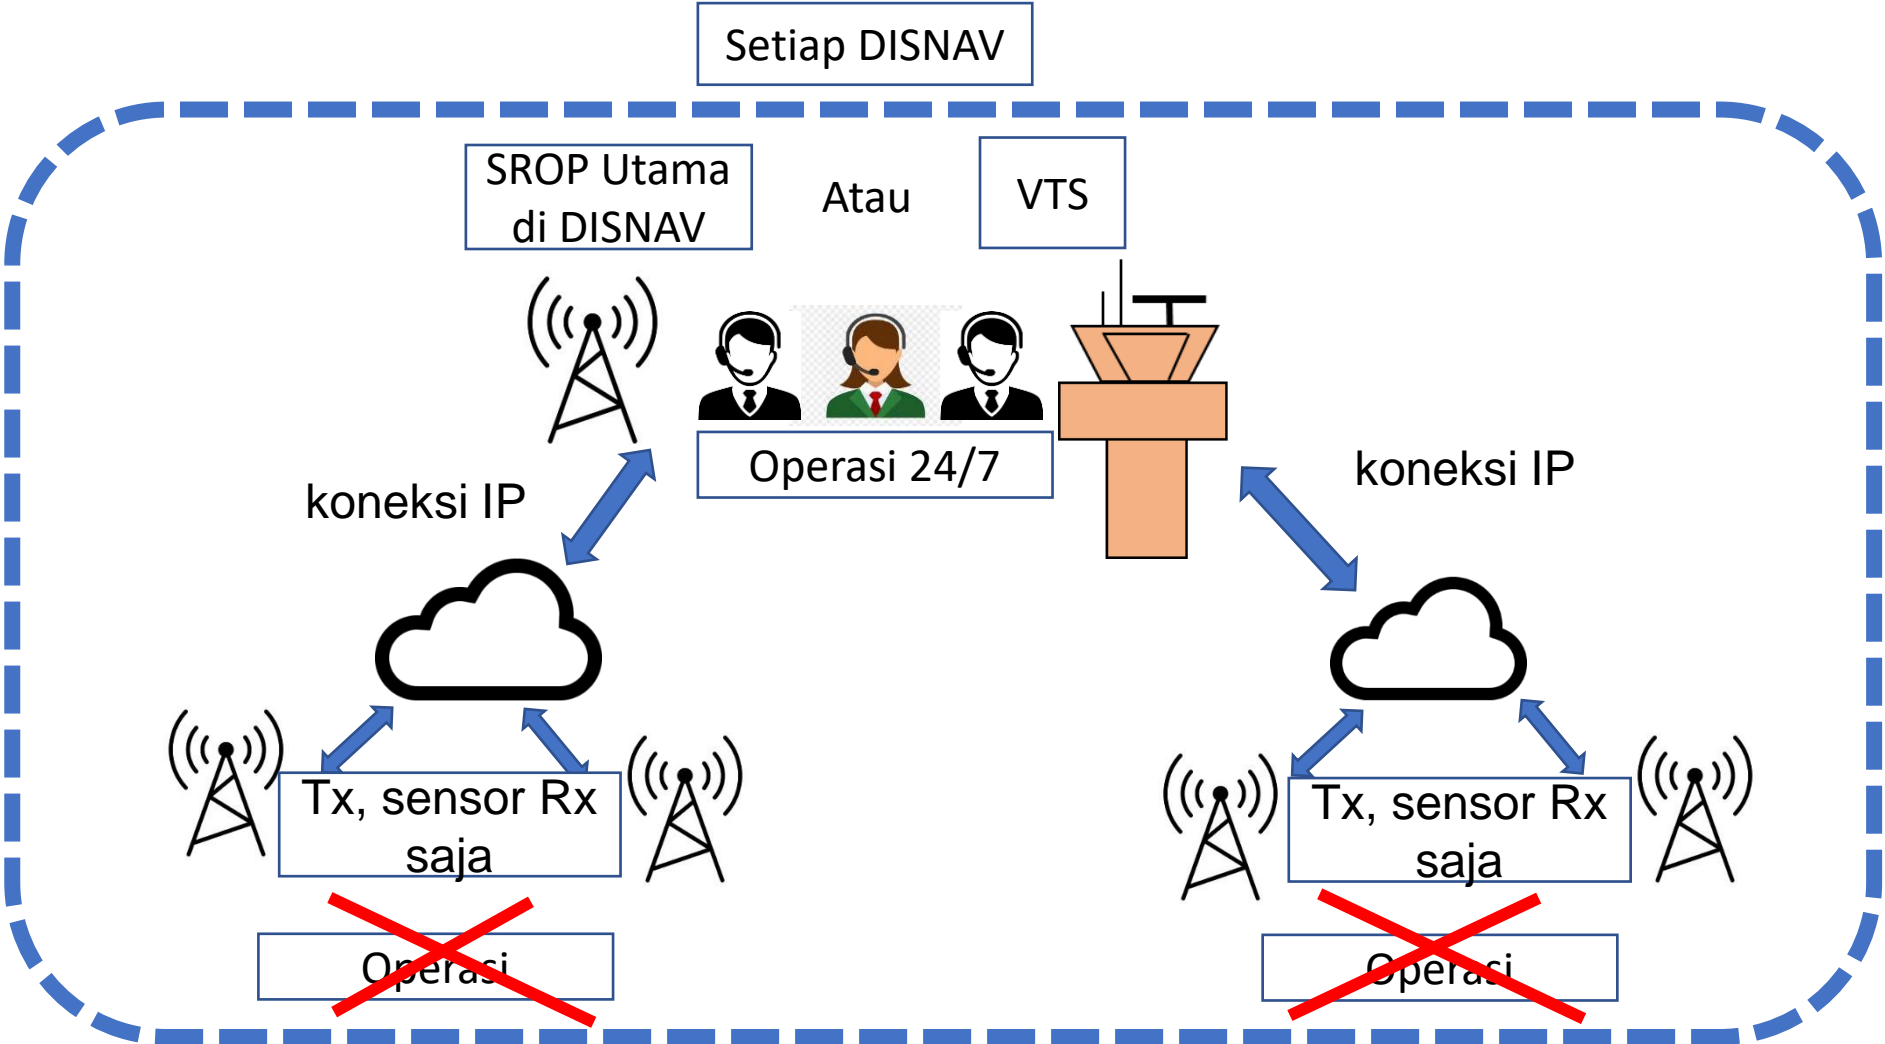 Setiap DISNAV
SROP Utama
di DISNAV
Atau
VTS
Operasi 24/7
koneksi IP
koneksi IP
Tx, sensor Rx
saja
Tx, sensor Rx
saja
Operasi
Operasi